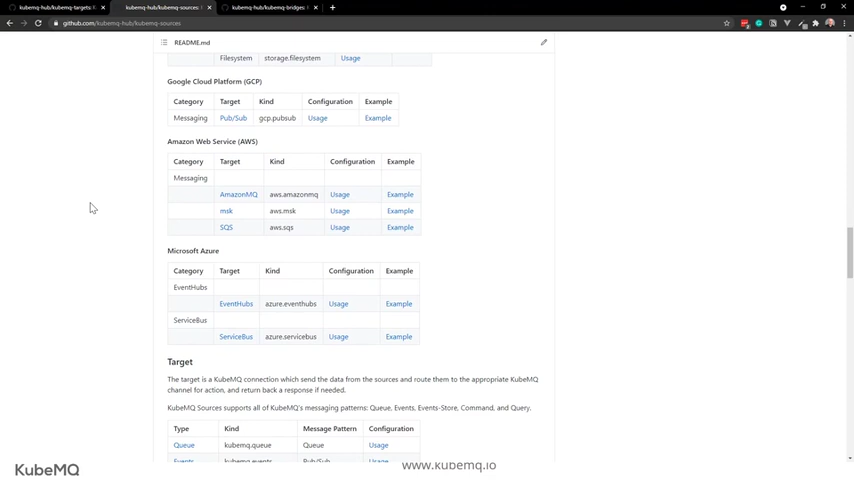 kubemq-hub/kubemq-targets: K
kubemq-hub/kubemq-sources:
kubemq-hub/kubemq-bridges:
github.com/kubemq-hub/kubemq-sources
README.md
Filesystem storage.filesystem Usage
Google Cloud Platform (GCP)
Category Target Kind Configuration Example
Messaging Pub/Sub gcp.pubsub Usage Example
Amazon Web Service (AWS)
Category Target Kind Configuration Example
Messaging
AmazonMQ aws.amazonmq Usage Example
msk aws.msk Usage Example
SQS aws.sqs Usage Example
Microsoft Azure
Category Target Kind Configuration Example
EventHubs
EventHubs azure.eventhubs Usage Example
ServiceBus
ServiceBus azure.servicebus Usage Example
Target
The target is a KubeMQ connection which send the data from the sources and route them to the appropriate KubeMQ
channel for action, and return back a response if needed.
KubeMQ Sources supports all of KubeMQ's messaging patterns: Queue, Events, Events-Store, Command, and Query.
Type Kind Message Pattern Configuration
Queue kubemq.queue Queue Usage
Events kubemq.events Pub/Sub Usage
KubeMQ
www.kubemq.io